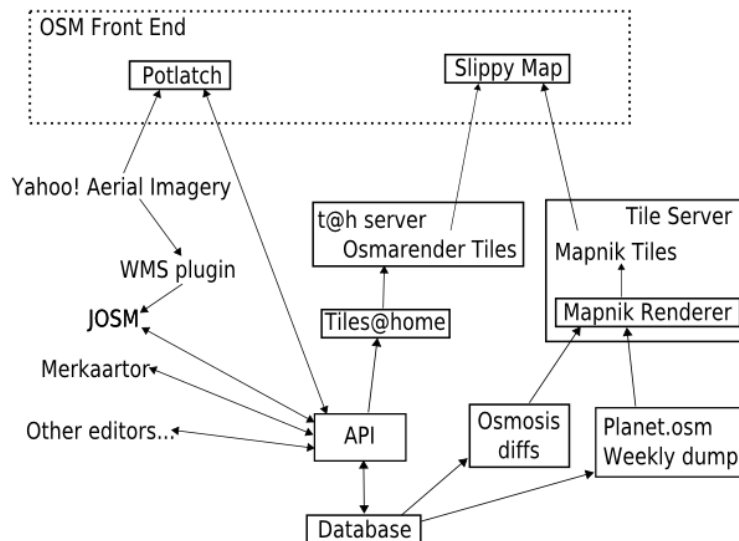 OSM Front End
Potlatch
Slippy Map
Yahoo! Aerial Imagery
t@h server
Osmarender Tiles
Tile Server
Mapnik Tiles
WMS plugin
JOSM
Tiles@home
Mapnik Renderer
Merkaartor
Other editors...
API
Osmosis
diffs
Planet.osm
Weekly dump
Database